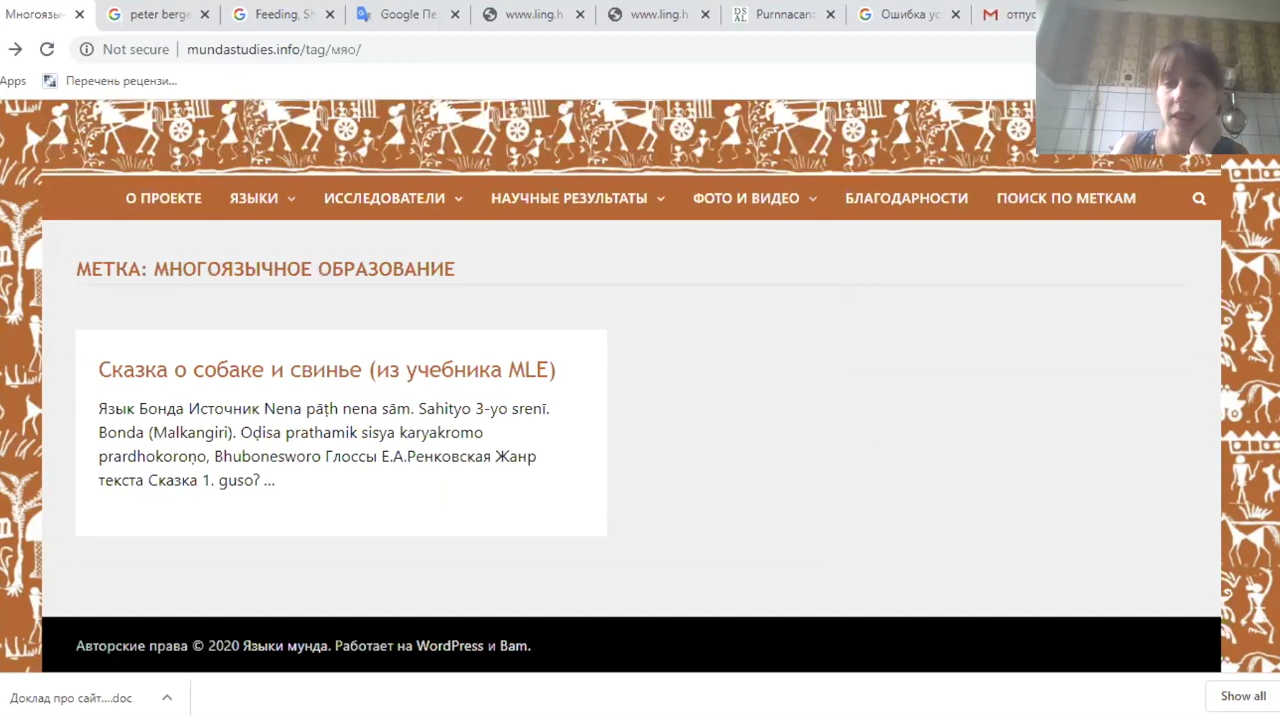 Многоязы
peter berge
Feeding, Sh
Google Пе
www.ling.h
www.ling.h
DSAL
Purnnacan
Ошибка ус
отпус
Not secure
mundastudies.info/tag/мяо/
Apps
Перечень рецензи...
О ПРОЕКТЕ
ЯЗЫКИ
ИССЛЕДОВАТЕЛИ
НАУЧНЫЕ РЕЗУЛЬТАТЫ
ФОТО И ВИДЕО
БЛАГОДАРНОСТИ
ПОИСК ПО МЕТКАМ
МЕТКА: МНОГОЯЗЫЧНОЕ ОБРАЗОВАНИЕ
Сказка о собаке и свинье (из учебника MLE)
Язык Бонда Источник Nena pāṭh nena sām. Sahityo 3-yo srenī.
Bonda (Malkangiri). Oḍisa prathamik sisya karyakromo
prardhokoroṇo, Bhubonesworo Глоссы Е.А.Ренковская Жанр
текста Сказка 1. guso? ...
Авторские права © 2020 Языки мунда. Работает на WordPress и Bam.
Доклад про сайт....doc
Show all